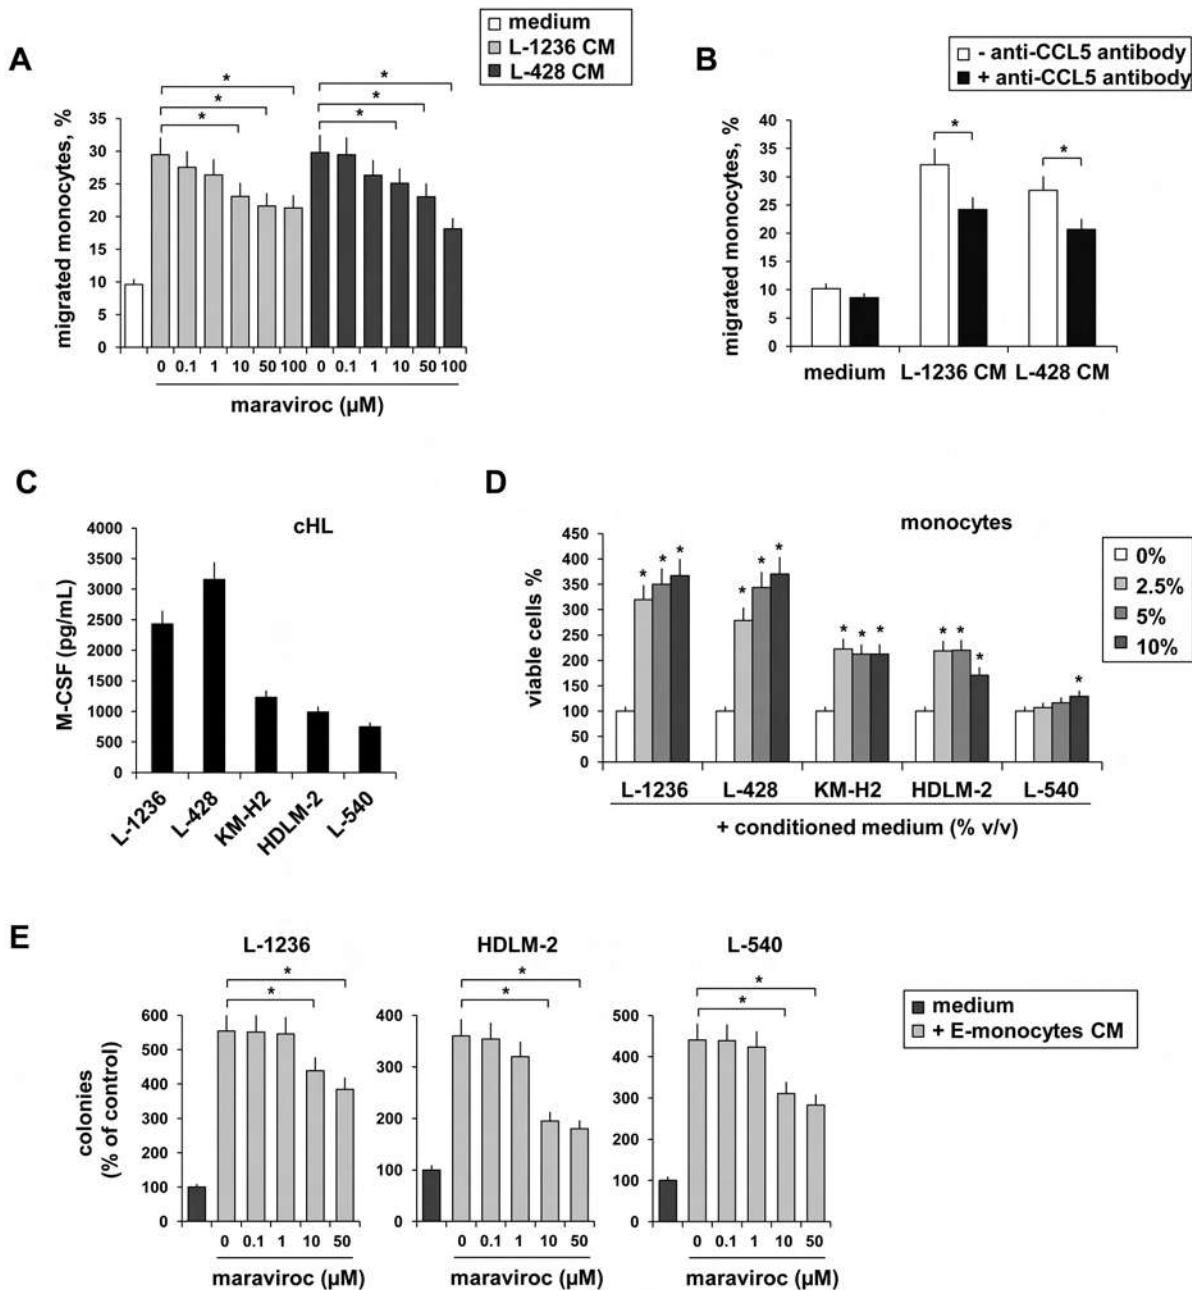 A
medium
L-1236 CM
L-428 CM
* * * * * *
migrated monocytes, %
35
30
25
20
15
10
5
0
0 0.1 1 10 50 100 0 0.1 1 10 50 100
maraviroc (µM)
B
- anti-CCL5 antibody
+ anti-CCL5 antibody
* *
migrated monocytes, %
40
35
30
25
20
15
10
5
0
medium L-1236 CM L-428 CM
C
cHL
M-CSF (pg/mL)
4000
3500
3000
2500
2000
1500
1000
500
0
L-1236 L-428 KM-H2 HDLM-2 L-540
D
monocytes
0%
2.5%
5%
10%
viable cells %
450
400
350
300
250
200
150
100
50
0
* * * * * * * * * * * * *
L-1236 L-428 KM-H2 HDLM-2 L-540
+ conditioned medium (% v/v)
E
medium
+ E-monocytes CM
colonies
(% of control)
L-1236
* *
600
500
400
300
200
100
0
0 0.1 1 10 50
maraviroc (µM)
HDLM-2
* *
400
300
200
100
0
0 0.1 1 10 50
maraviroc (µM)
L-540
* *
500
400
300
200
100
0
0 0.1 1 10 50
maraviroc (µM)